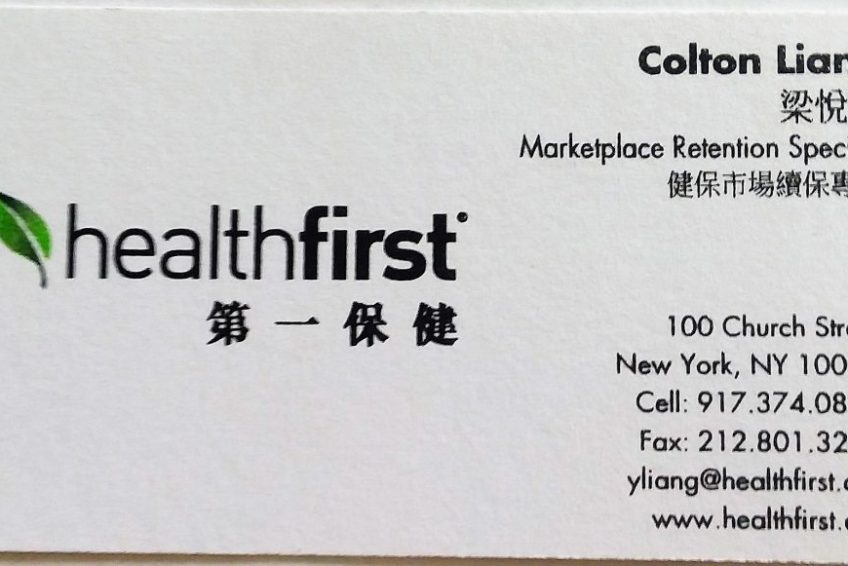 Colton Lian
梁悅
Marketplace Retention Spec
健保市場續保專
healthfirst
第一保健
100 Church Str
New York, NY 100
Cell: 917.374.08
Fax: 212.801.32
yliang@healthfirst.
www.healthfirst.